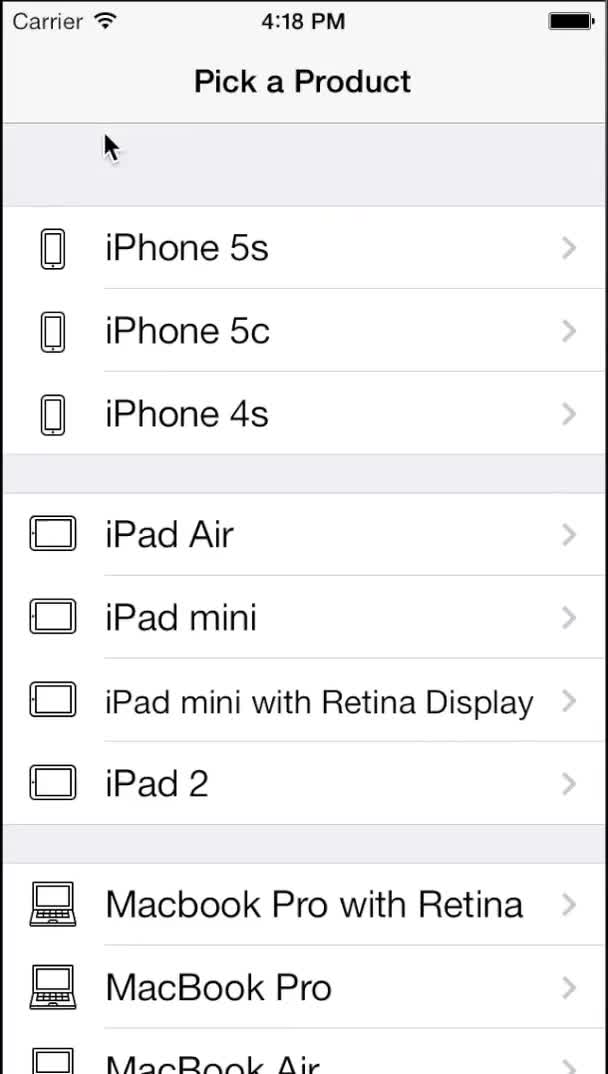 Carrier 4:18 PM
Pick a Product
iPhone 5s
iPhone 5c
iPhone 4s
iPad Air
iPad mini
iPad mini with Retina Display
iPad 2
Macbook Pro with Retina
MacBook Pro
MacBook Air